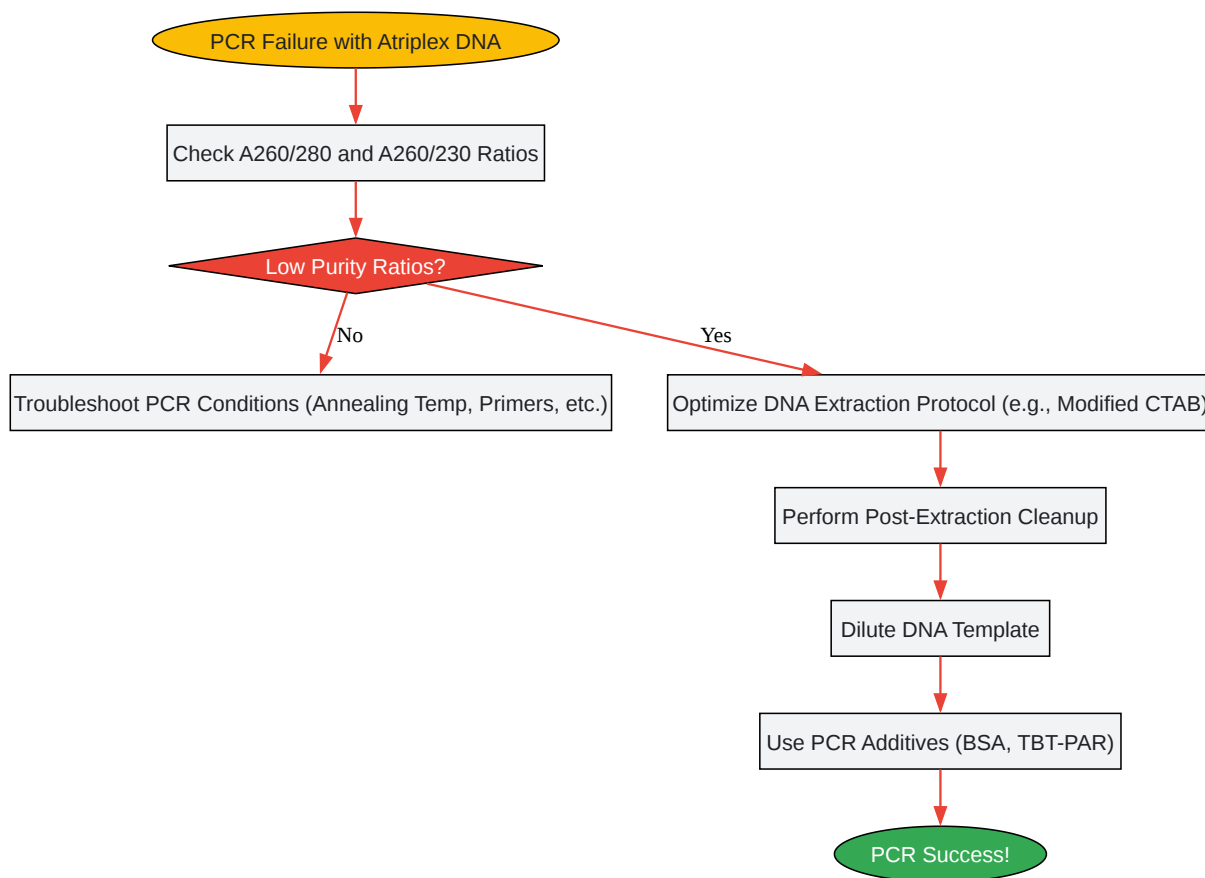 PCR Failure with Atriplex DNA
Check A260/280 and A260/230 Ratios
Low Purity Ratios?
No
Yes
Troubleshoot PCR Conditions (Annealing Temp, Primers, etc.)
Optimize DNA Extraction Protocol (e.g., Modified CTAB)
Perform Post-Extraction Cleanup
Dilute DNA Template
Use PCR Additives (BSA, TBT-PAR)
PCR Success!